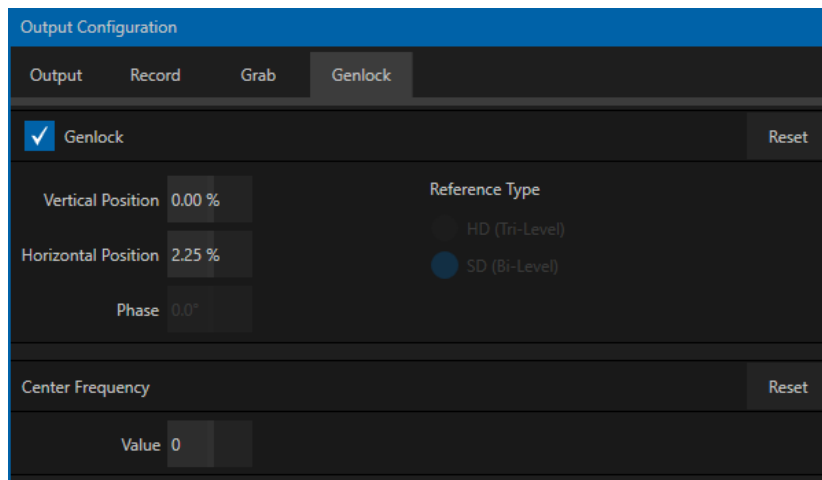 Output Configuration
Output Record Grab Genlock
Genlock Reset
Vertical Position 0.00 %
Reference Type
HD (Tri-Level)
Horizontal Position 2.25 %
SD (Bi-Level)
Phase 0.0°
Center Frequency Reset
Value 0